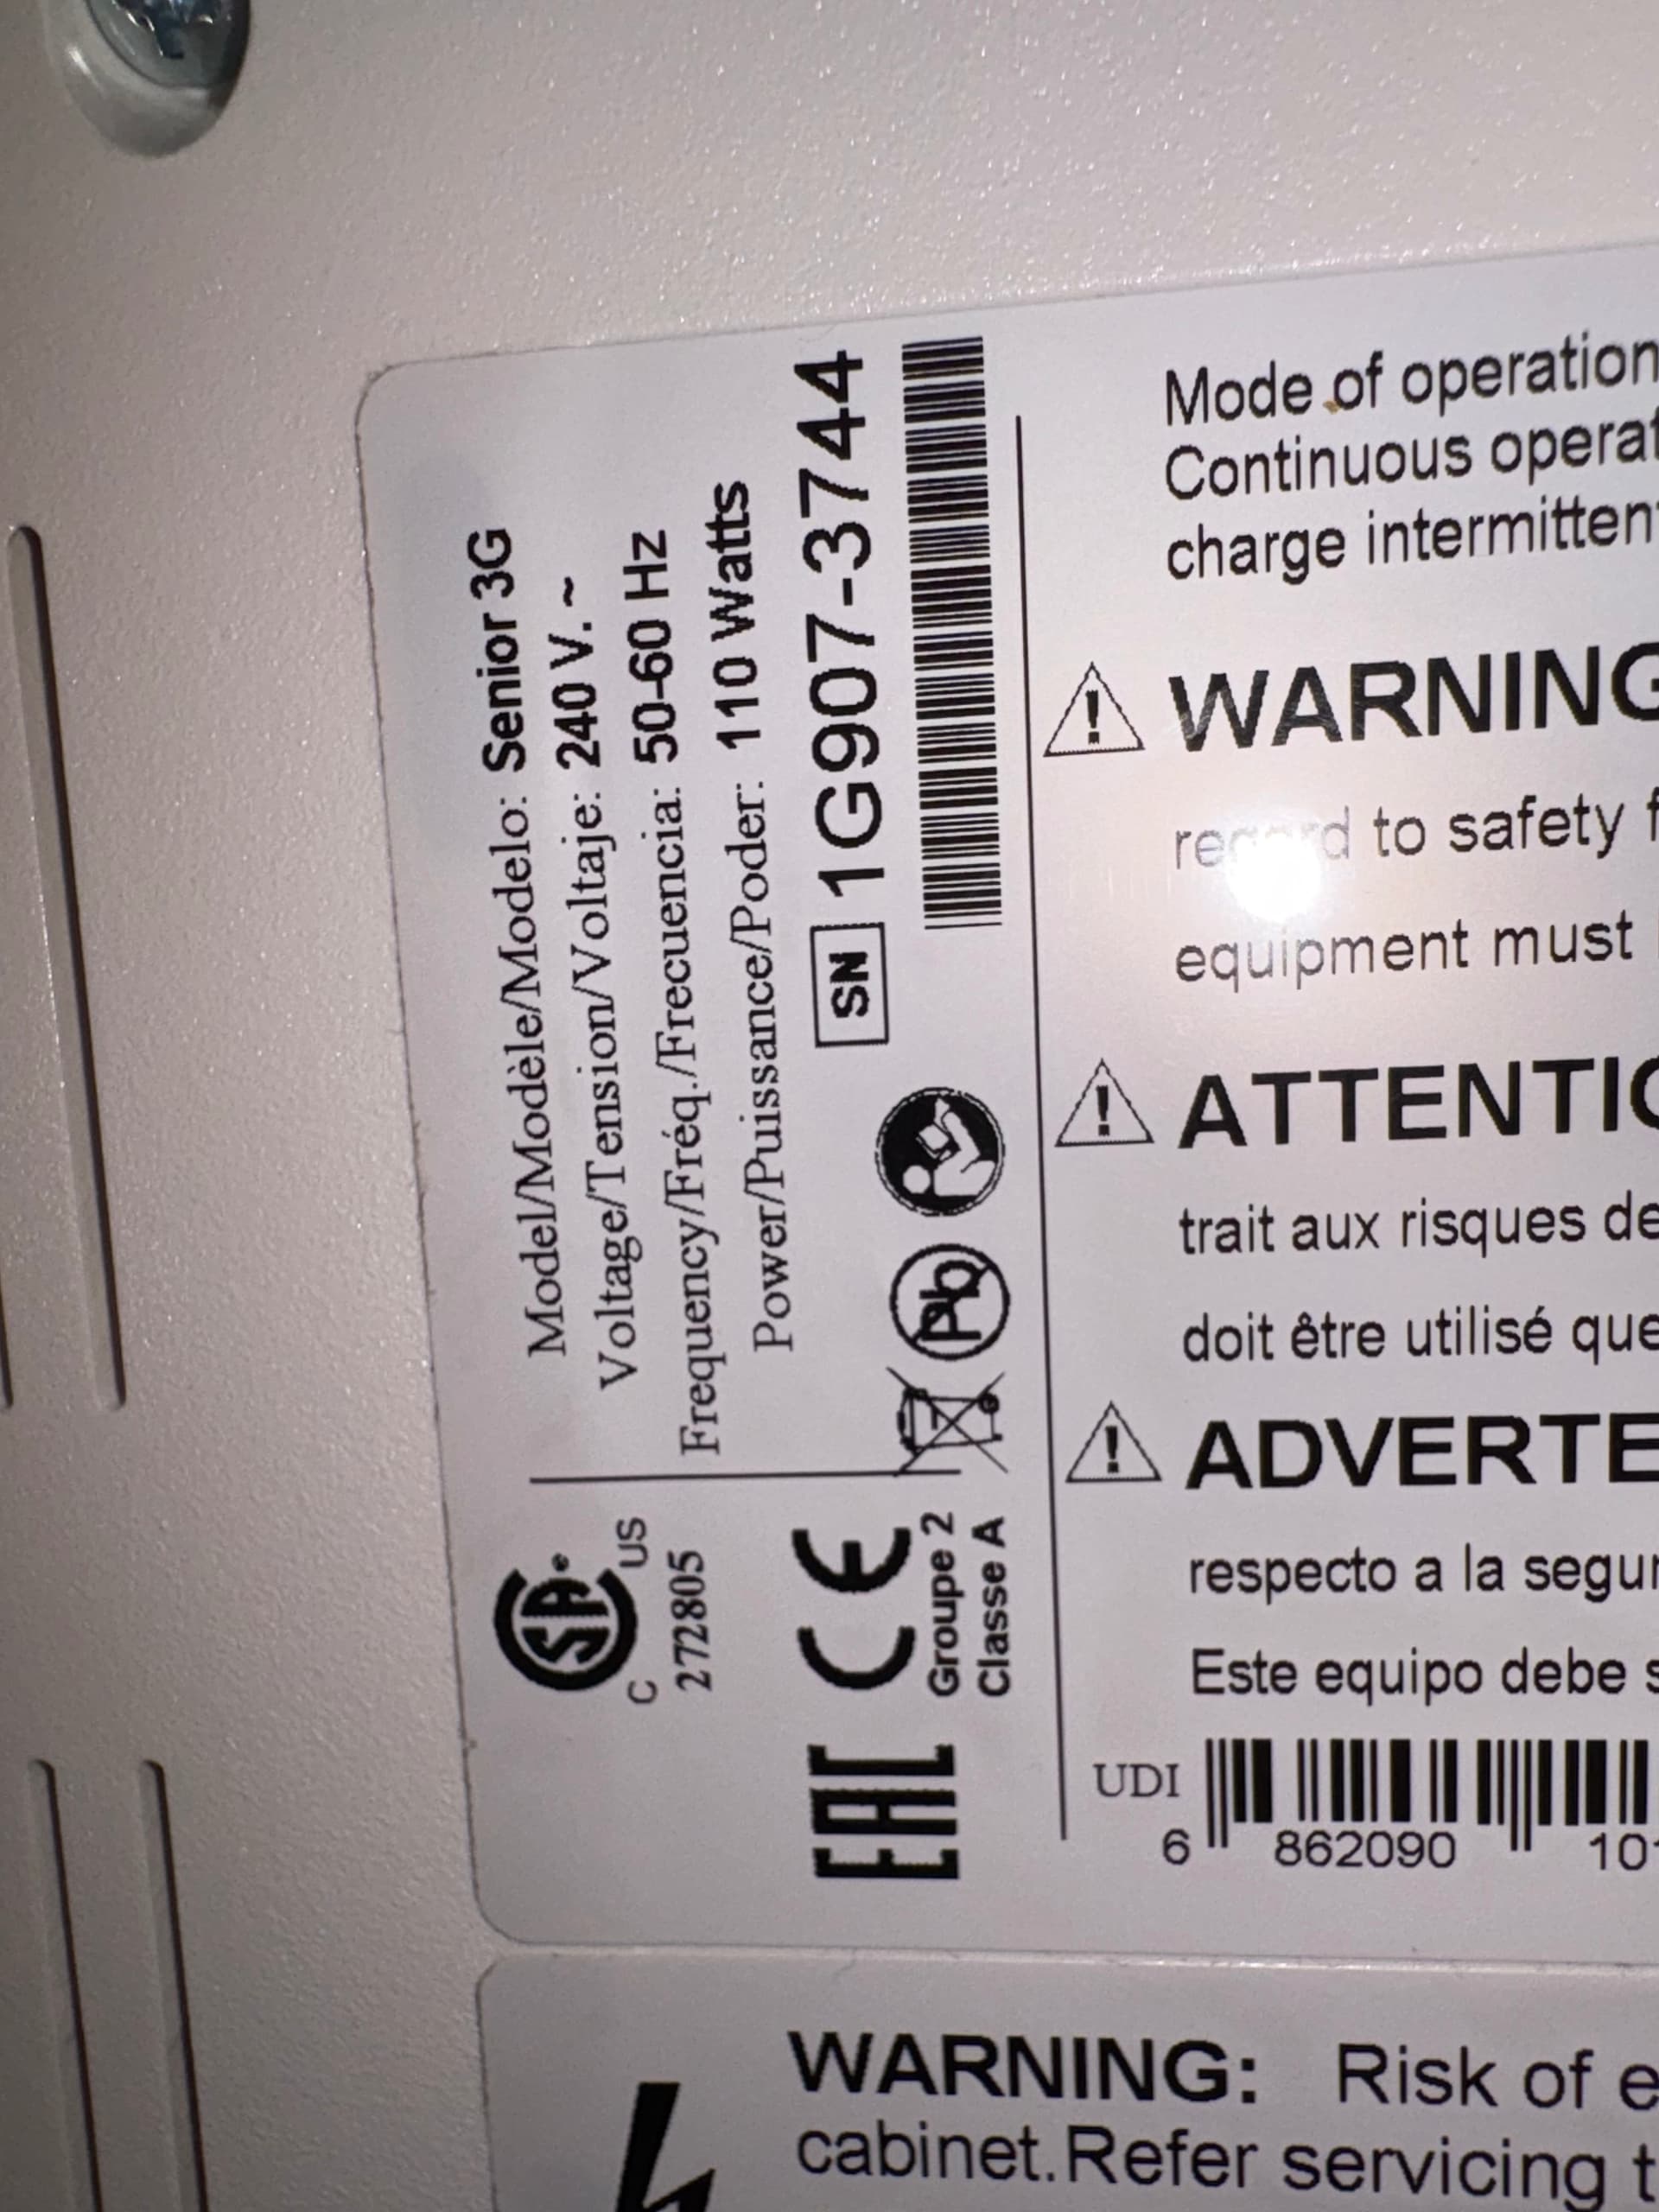 Model/Modèle/Modelo: Senior 3G
Voltage/Tension/Voltaje: 240 V. ~
Frequency/Fréq./Frecuencia: 50-60 Hz
Power/Puissance/Poder: 110 Watts
SN 1G907-3744
Pb
CSA®
C US
272805
CE
Groupe 2
Classe A
EAC
Mode of operation
Continuous operat
charge intermitten
WARNING
regard to safety f
equipment must
ATTENTIO
trait aux risques de
doit être utilisé que
ADVERTE
respecto a la segur
Este equipo debe s
UDI
6 862090 10
WARNING: Risk of e
cabinet.Refer servicing t